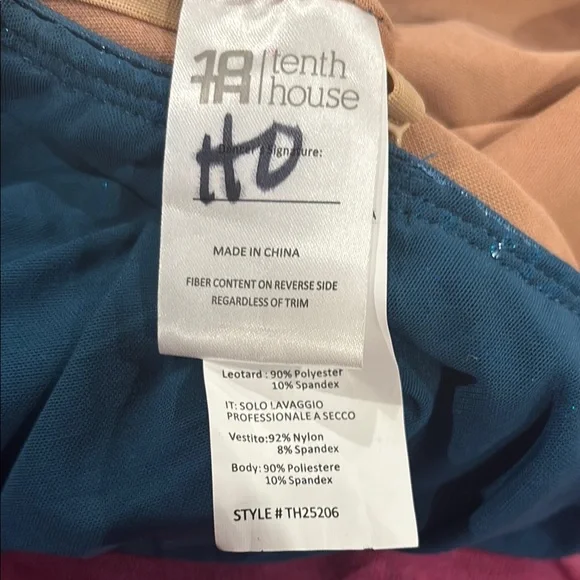 tenth
house
Dancer's Signature:
HD
MADE IN CHINA
FIBER CONTENT ON REVERSE SIDE
REGARDLESS OF TRIM
Leotard : 90% Polyester
10% Spandex
IT: SOLO LAVAGGIO
PROFESSIONALE A SECCO
Vestito:92% Nylon
8% Spandex
Body: 90% Poliestere
10% Spandex
STYLE # TH25206